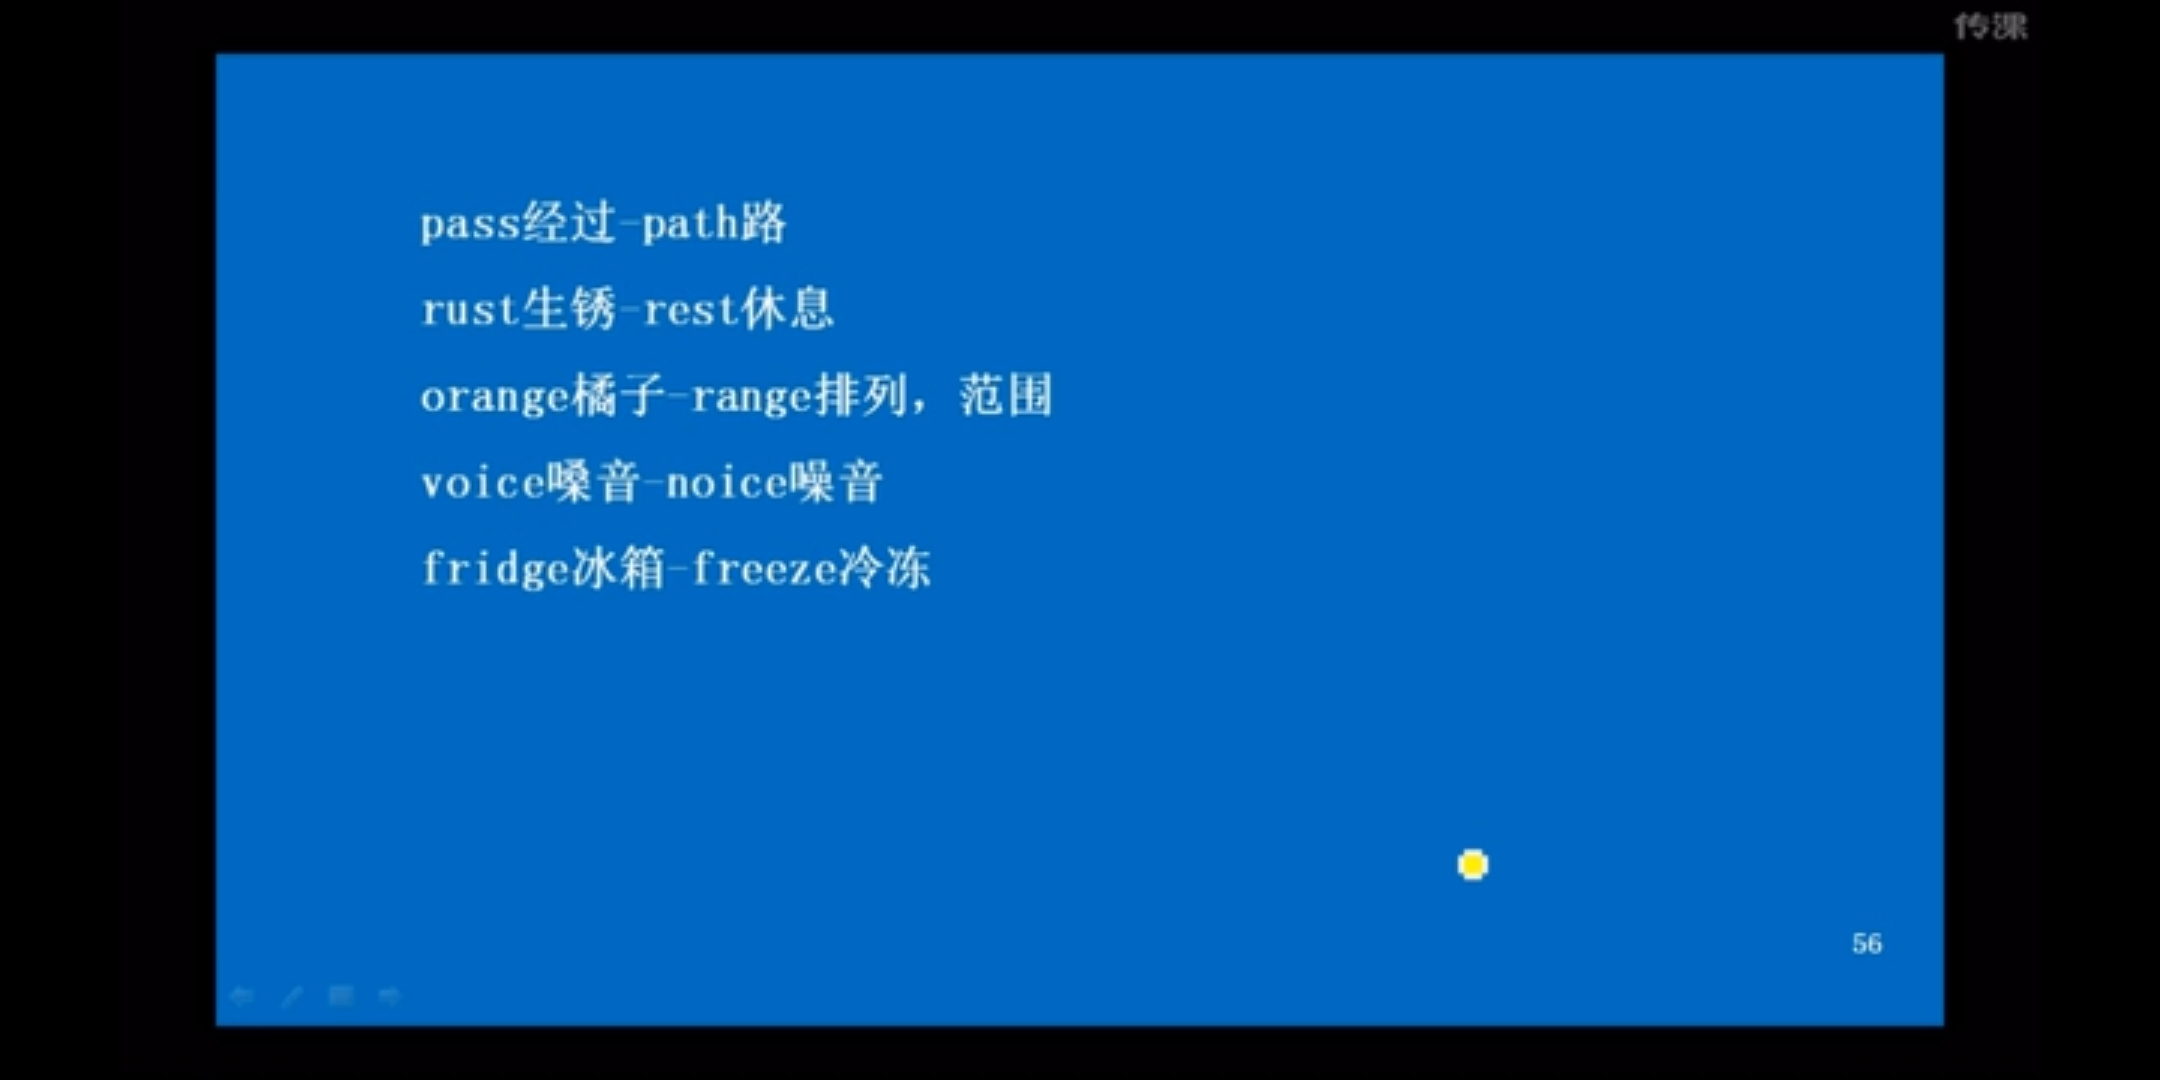 传课
pass经过-path路
rust生锈-rest休息
orange橘子-range排列，范围
voice嗓音-noice噪音
fridge冰箱-freeze冷冻
56